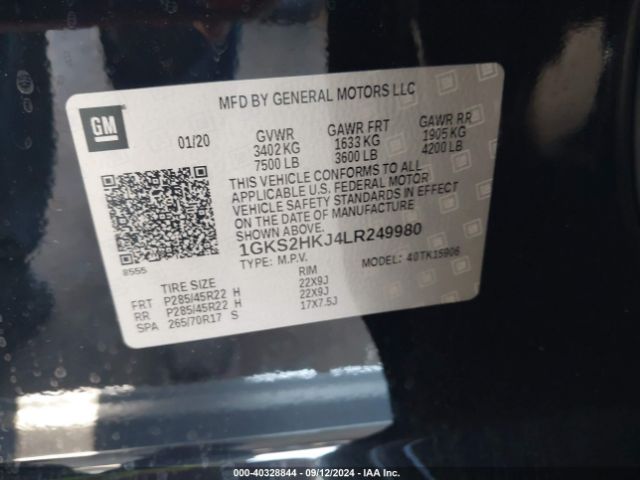 MFD BY GENERAL MOTORS LLC
GM
01/20 GVWR GAWR FRT GAWR RR
3402 KG 1633 KG 1905 KG
7500 LB 3600 LB 4200 LB
THIS VEHICLE CONFORMS TO ALL
APPLICABLE U.S. FEDERAL MOTOR
VEHICLE SAFETY STANDARDS IN EFFECT
ON THE DATE OF MANUFACTURE
SHOWN ABOVE.
1GKS2HKJ4LR249980
8555 TYPE: M.P.V. MODEL: 40TK15906
TIRE SIZE RIM
FRT P285/45R22 H 22X9J
RR P285/45R22 H 22X9J
SPA 265/70R17 S 17X7.5J
000-40328844 - 09/12/2024 - IAA Inc.